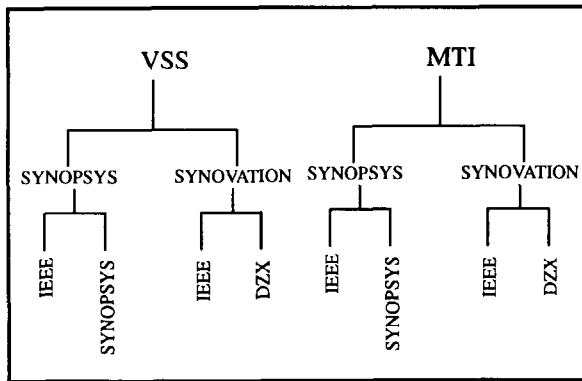 VSS
MTI
SYNOPSYS
SYNOVATION
SYNOPSYS
SYNOVATION
IEEE
SYNOPSYS
IEEE
DZX
IEEE
SYNOPSYS
IEEE
DZX